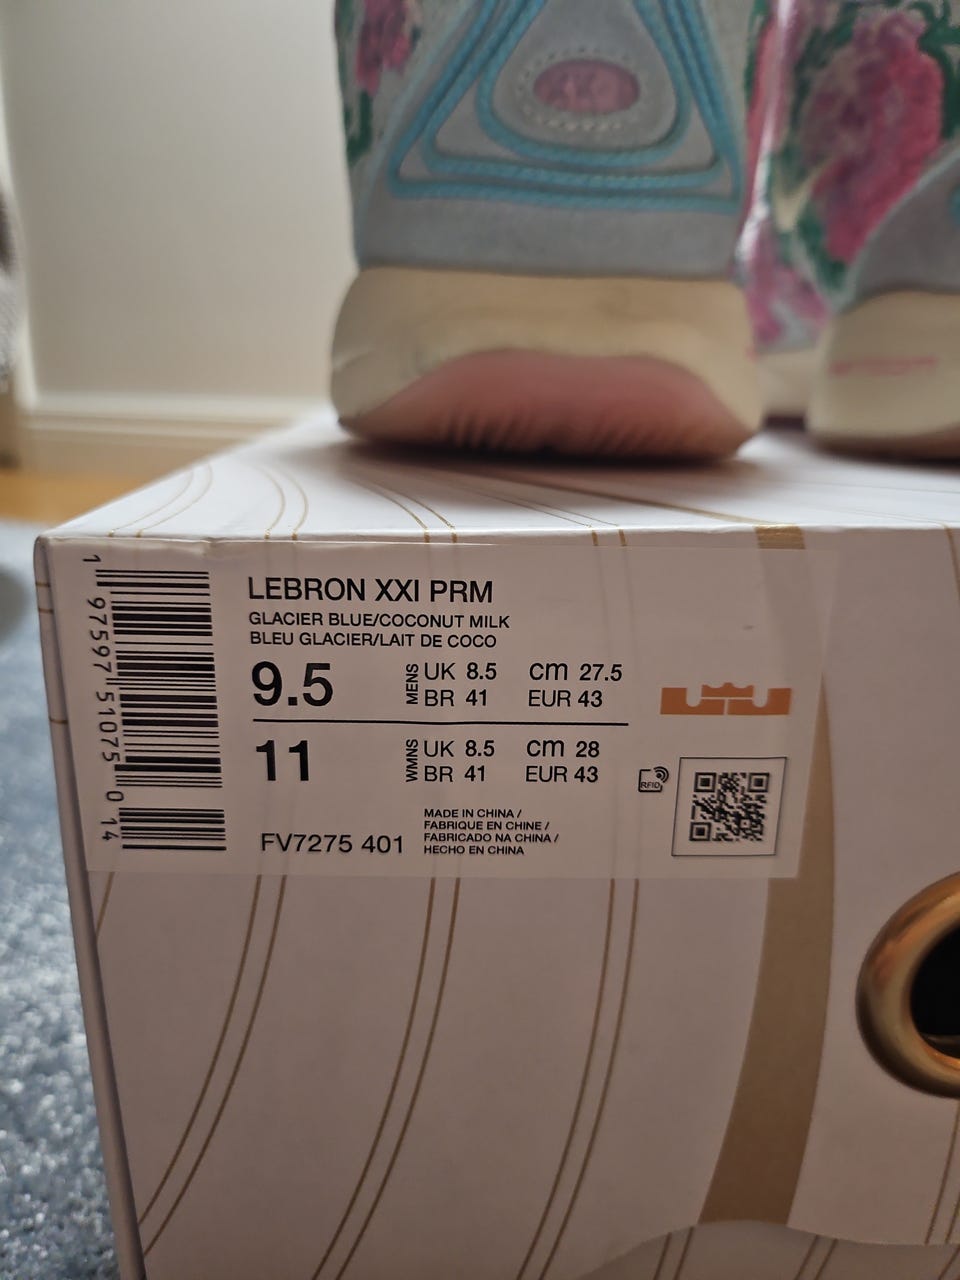 LEBRON XXI PRM
GLACIER BLUE/COCONUT MILK
BLEU GLACIER/LAIT DE COCO
9.5 MENS UK 8.5 cm 27.5
BR 41 EUR 43
11 WMNS UK 8.5 cm 28
BR 41 EUR 43
FV7275 401
MADE IN CHINA /
FABRIQUE EN CHINE /
FABRICADO NA CHINA /
HECHO EN CHINA
RFID
1 97597 51075 0 14